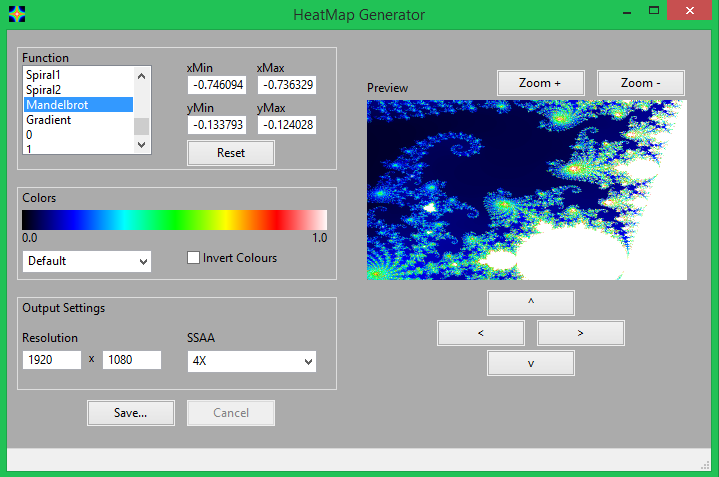 HeatMap Generator
Function
Spiral1
Spiral2
Mandelbrot
Gradient
0
1
xMin xMax
-0.746094 -0.736329
yMin yMax
-0.133793 -0.124028
Reset
Preview
Zoom +
Zoom -
Colors
0.0 1.0
Default
Invert Colours
Output Settings
Resolution
1920 x 1080
SSAA
4X
Save...
Cancel
^
< >
v